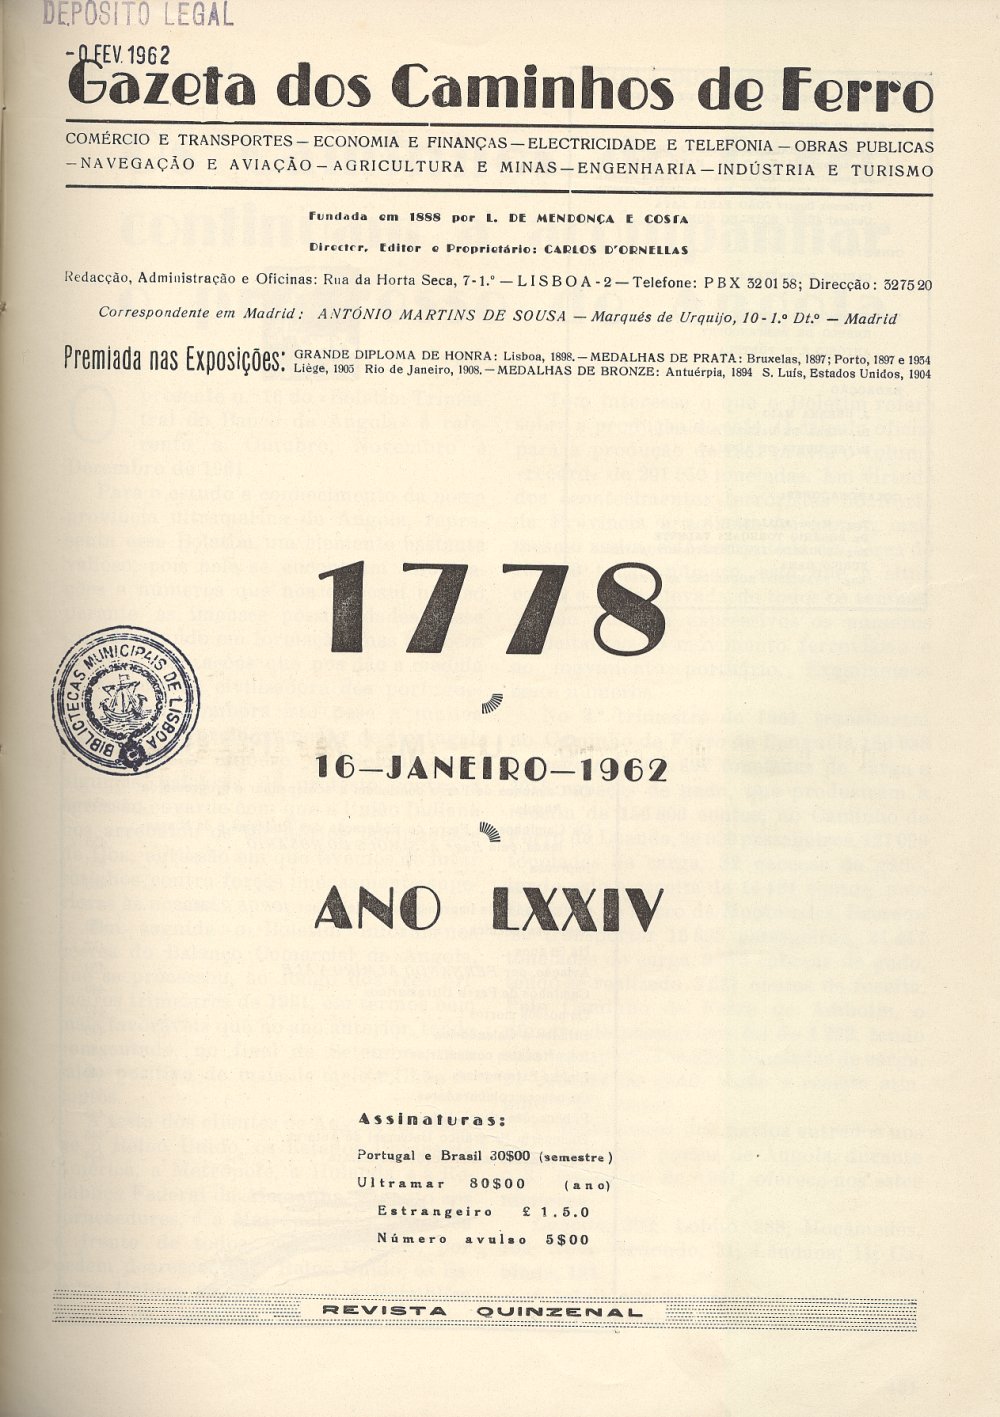 DEPÓSITO LEGAL
FEV. 1962
Gazeta dos Caminhos de Ferro
COMÉRCIO E TRANSPORTES — ECONOMIA E FINANÇAS — ELECTRICIDADE E TELEFONIA — OBRAS PUBLICAS
— NAVEGAÇÃO E AVIAÇÃO — AGRICULTURA E MINAS — ENGENHARIA — INDÚSTRIA E TURISMO
Fundada em 1888 por L. DE MENDONÇA E COSTA
Director, Editor e Proprietário: CARLOS D'ORNELLAS
Redacção, Administração e Oficinas: Rua da Horta Seca, 7-1.º — LISBOA-2 — Telefone: PBX 320158; Direcção: 327520
Correspondente em Madrid: ANTÓNIO MARTINS DE SOUSA — Marqués de Urquijo, 10-1.º Dt.º — Madrid
Premiada nas Exposições: GRANDE DIPLOMA DE HONRA: Lisboa, 1898. — MEDALHAS DE PRATA: Bruxelas, 1897; Porto, 1897 e 1934
Liège, 1905 Rio de Janeiro, 1908. — MEDALHAS DE BRONZE: Antuérpia, 1894 S. Luís, Estados Unidos, 1904
1778
BIBLIOTECAS MUNICIPAIS DE LISBOA
16—JANEIRO—1962
ANO LXXIV
Assinaturas:
Portugal e Brasil 30$00 (semestre)
Ultramar 80$00 (ano)
Estrangeiro £ 1.5.0
Número avulso 5$00
REVISTA QUINZENAL